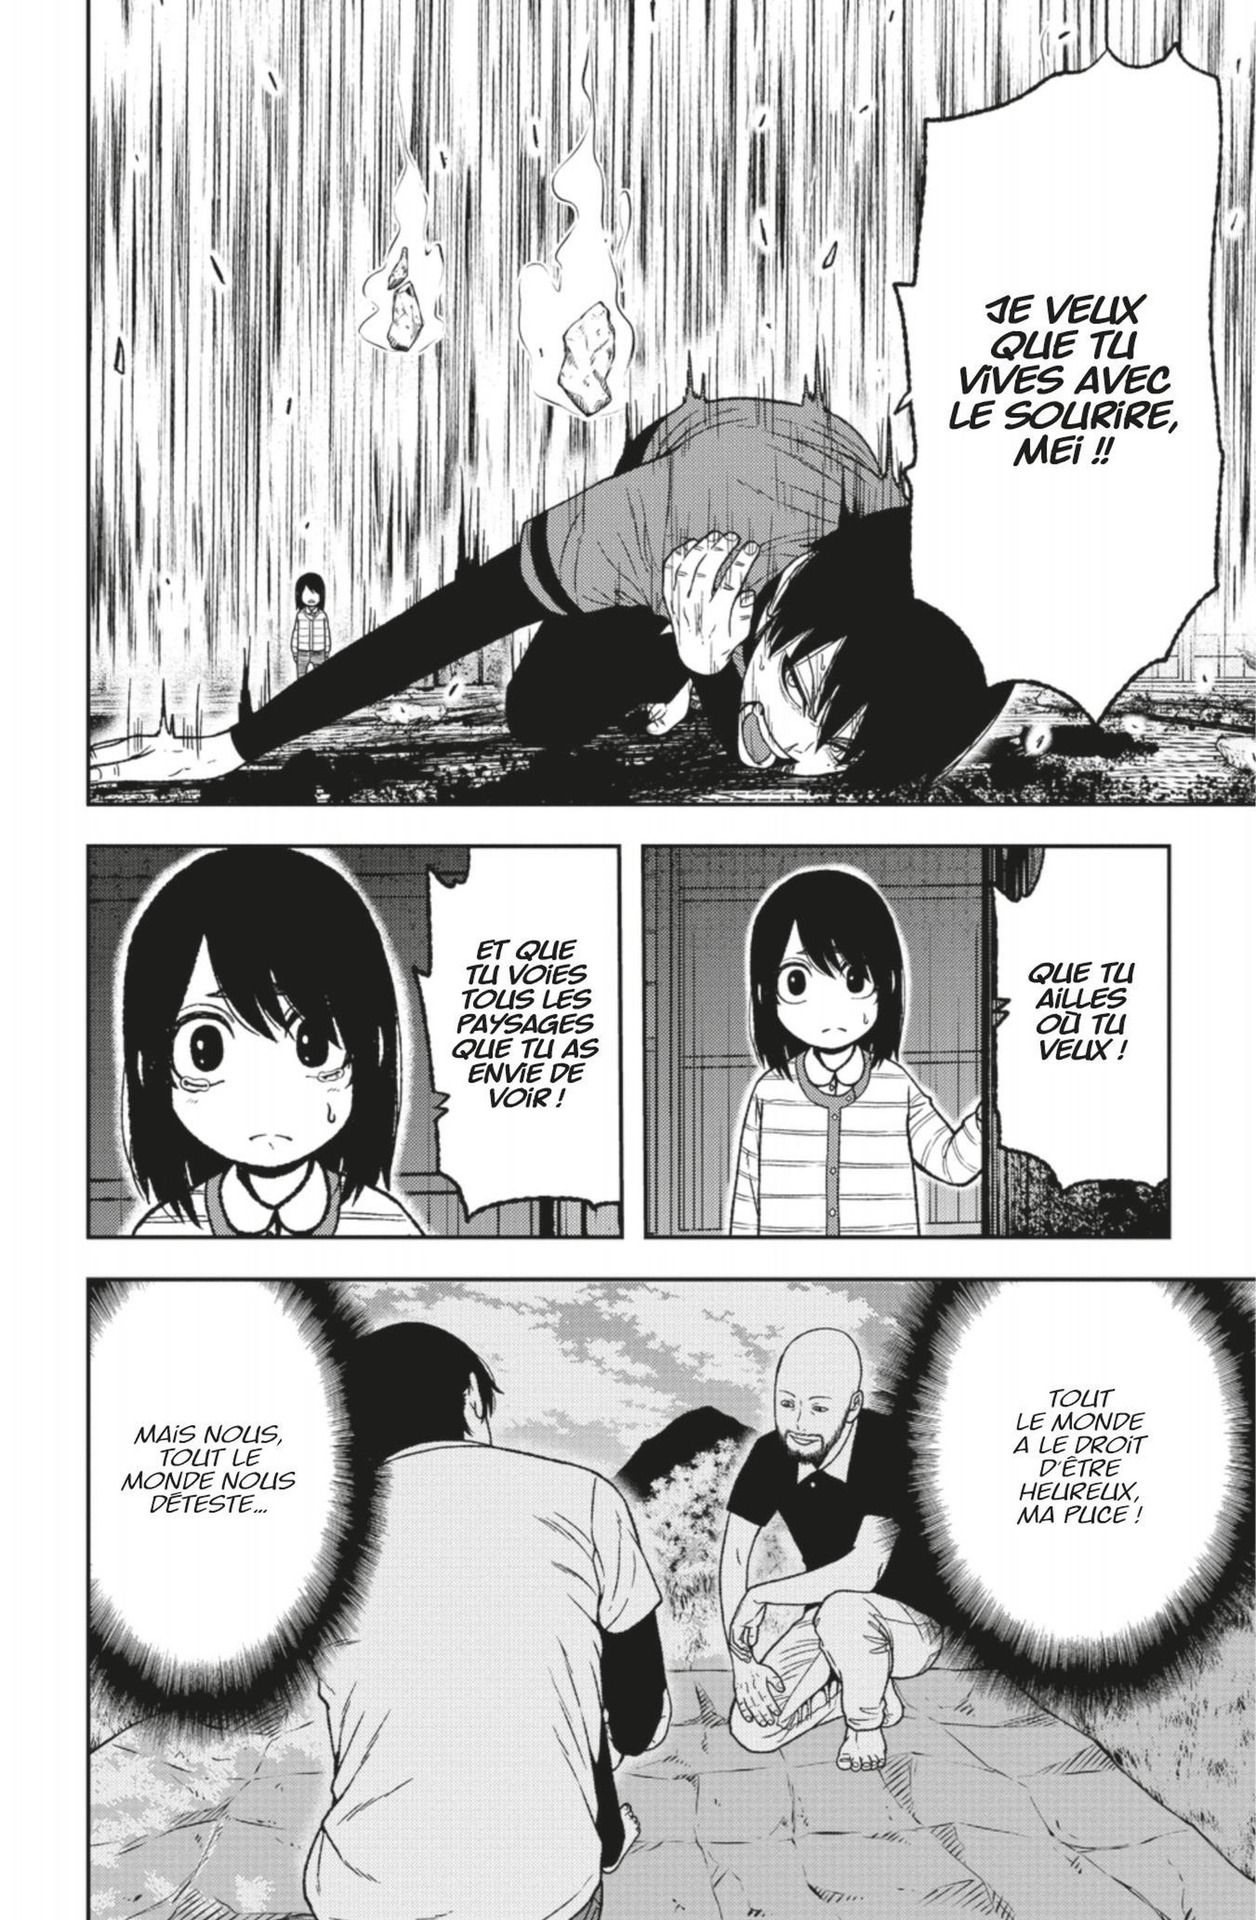 JE VEUX
QUE TU
VIVES AVEC
LE SOURIRE,
MEI !!
QUE TU
AILLES
OÙ TU
VEUX !
ET QUE
TU VOIES
TOUS LES
PAYSAGES
QUE TU AS
ENVIE DE
VOIR !
TOUT
LE MONDE
A LE DROIT
D'ÊTRE
HEUREUX,
MA PUCE !
MAIS NOUS,
TOUT LE
MONDE NOUS
DÉTESTE...